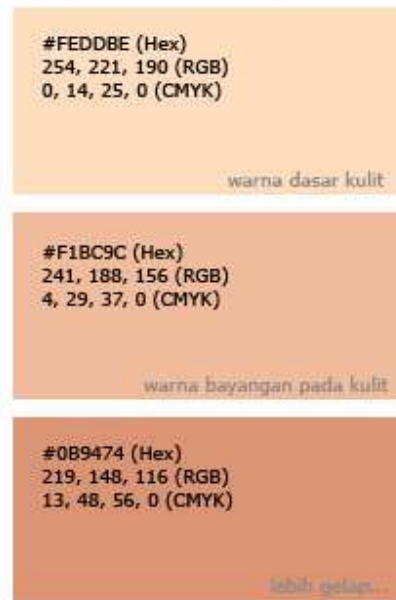 #FEDDBE (Hex)
254, 221, 190 (RGB)
0, 14, 25, 0 (CMYK)
warna dasar kulit
#F1BC9C (Hex)
241, 188, 156 (RGB)
4, 29, 37, 0 (CMYK)
warna bayangan pada kulit
#0B9474 (Hex)
219, 148, 116 (RGB)
13, 48, 56, 0 (CMYK)
lebih gelap...